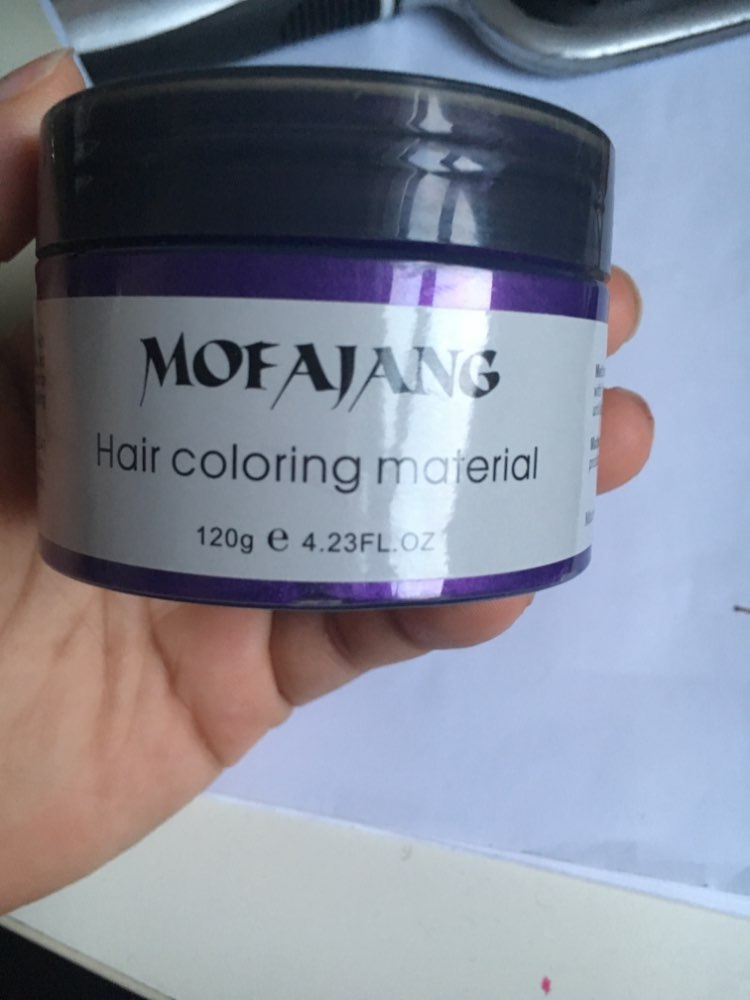 MOFAJANG
Hair coloring material
120g e 4.23FL.OZ